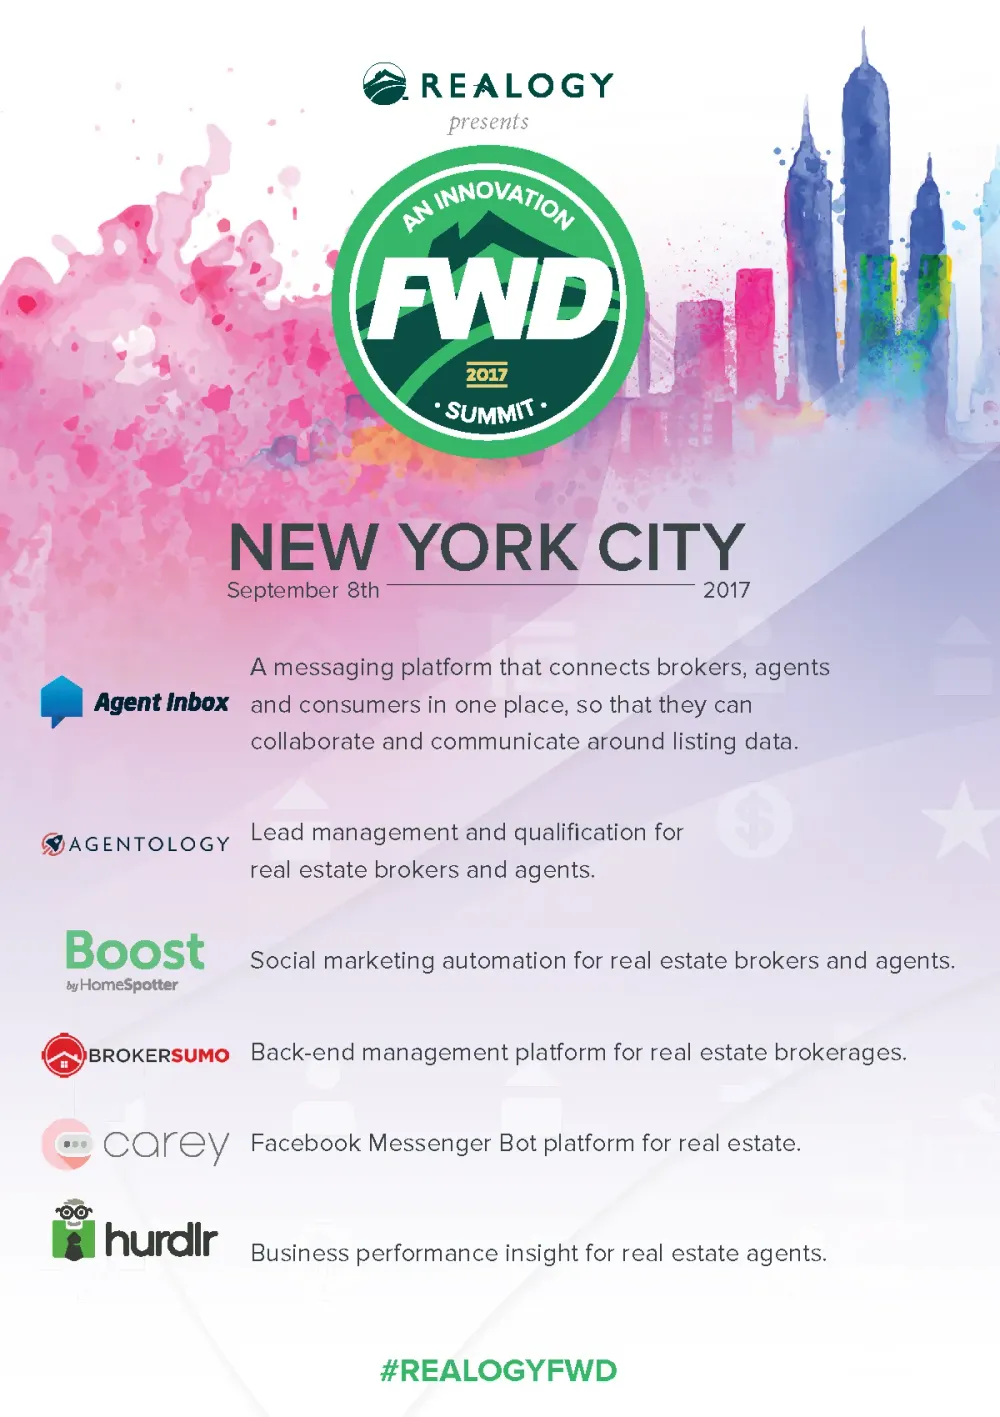 REALOGY
presents
AN INNOVATION
FWD
2017
· SUMMIT ·
NEW YORK CITY
September 8th 2017
Agent Inbox
A messaging platform that connects brokers, agents
and consumers in one place, so that they can
collaborate and communicate around listing data.
AGENTOLOGY
Lead management and qualification for
real estate brokers and agents.
Boost
by HomeSpotter
Social marketing automation for real estate brokers and agents.
BROKERSUMO
Back-end management platform for real estate brokerages.
carey
Facebook Messenger Bot platform for real estate.
hurdlr
Business performance insight for real estate agents.
#REALOGYFWD